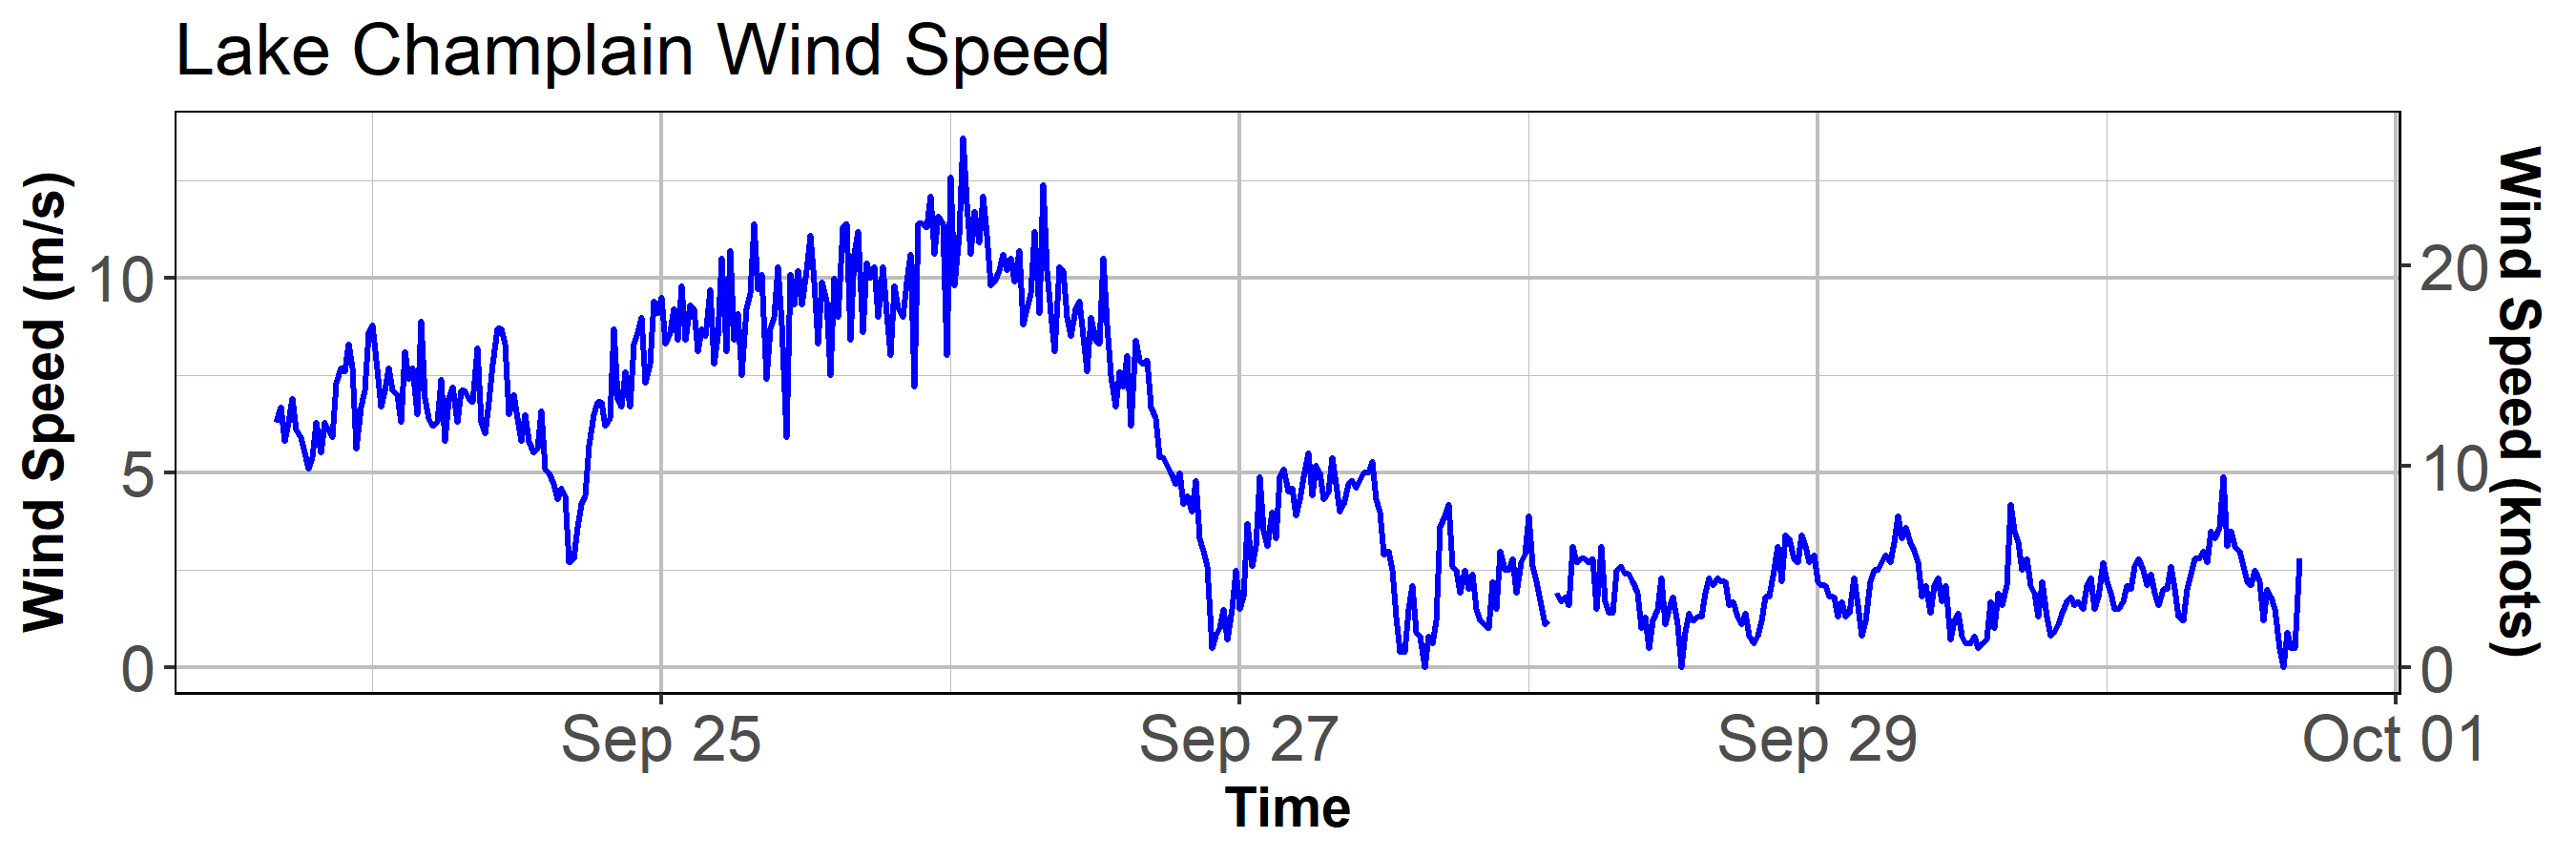 Lake Champlain Wind Speed
Wind Speed (m/s)
10
5
0
20
10
0
Wind Speed (knots)
Sep 25
Sep 27
Sep 29
Oct 01
Time